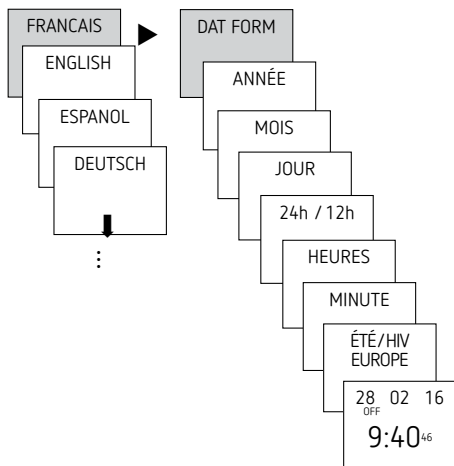 FRANCAIS
ENGLISH
ESPANOL
DEUTSCH
DAT FORM
ANNÉE
MOIS
JOUR
24h / 12h
HEURES
MINUTE
ÉTÉ/HIV
EUROPE
28 02 16
OFF
9:40 46